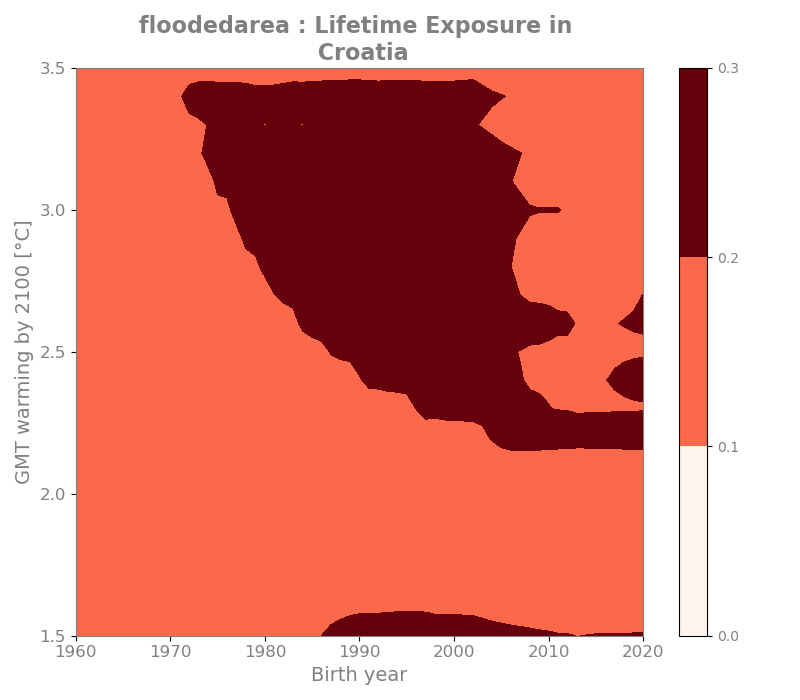 floodedarea : Lifetime Exposure in
Croatia
3.5
3.0
2.5
2.0
1.5
GMT warming by 2100 [°C]
1960 1970 1980 1990 2000 2010 2020
Birth year
0.3
0.2
0.1
0.0